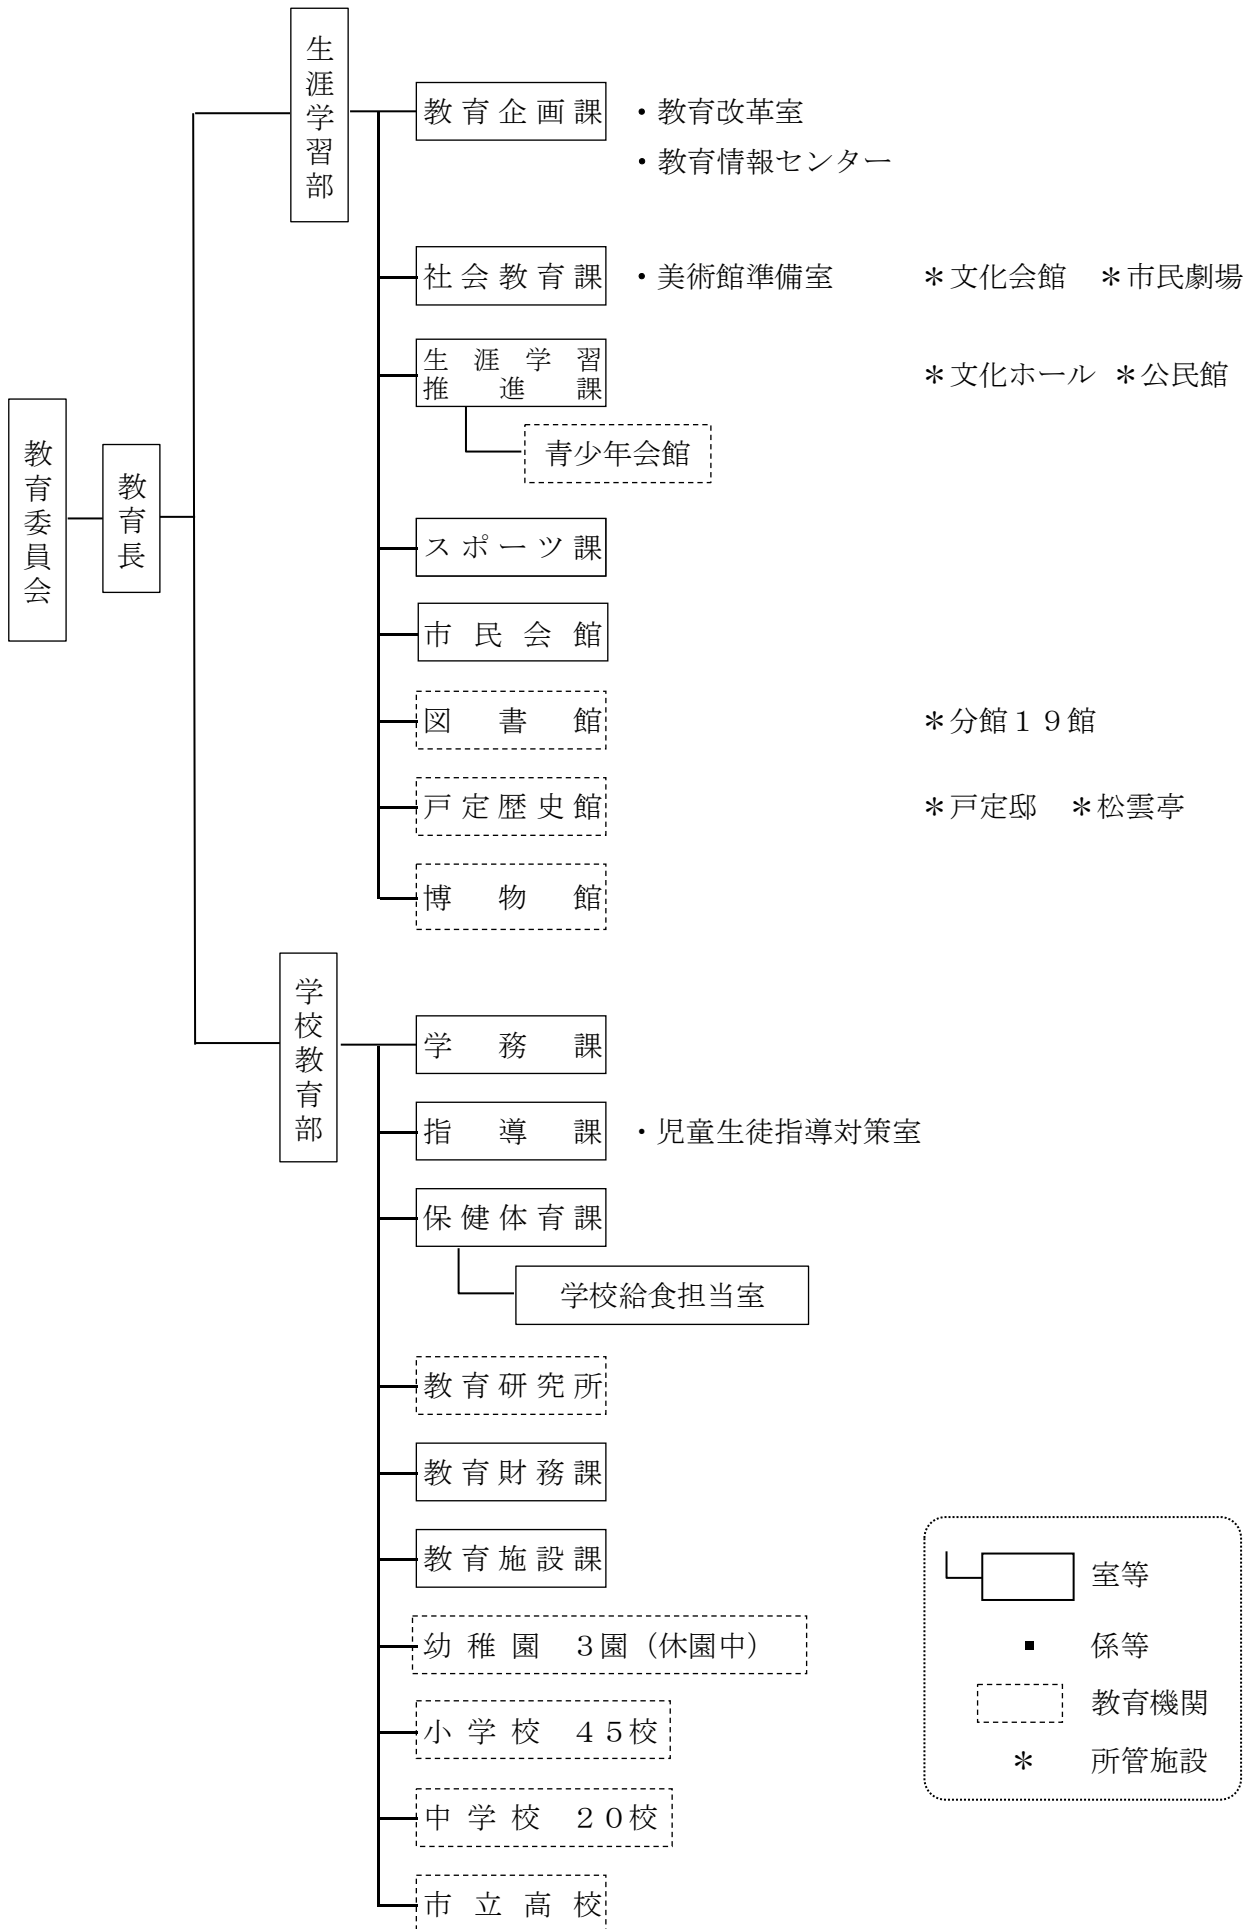 教育委員会
教育長
生涯学習部
教育企画課 ・教育改革室
・教育情報センター
社会教育課 ・美術館準備室 ＊文化会館 ＊市民劇場
生涯学習
推進課 ＊文化ホール ＊公民館
青少年会館
スポーツ課
市民会館
図書館 ＊分館１９館
戸定歴史館 ＊戸定邸 ＊松雲亭
博物館
学校教育部
学務課
指導課 ・児童生徒指導対策室
保健体育課
学校給食担当室
教育研究所
教育財務課
教育施設課
幼稚園 ３園（休園中）
小学校 ４５校
中学校 ２０校
市立高校
室等
▪ 係等
教育機関
＊ 所管施設